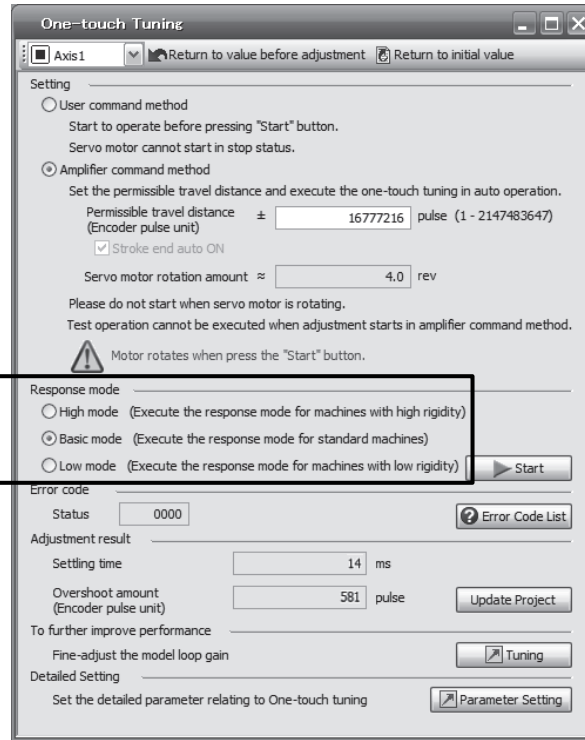 One-touch Tuning
Axis1 Return to value before adjustment Return to initial value
Setting
User command method
Start to operate before pressing "Start" button.
Servo motor cannot start in stop status.
Amplifier command method
Set the permissible travel distance and execute the one-touch tuning in auto operation.
Permissible travel distance
(Encoder pulse unit)
± 16777216 pulse (1 - 2147483647)
Stroke end auto ON
Servo motor rotation amount ≈ 4.0 rev
Please do not start when servo motor is rotating.
Test operation cannot be executed when adjustment starts in amplifier command method.
Motor rotates when press the "Start" button.
Response mode
High mode (Execute the response mode for machines with high rigidity)
Basic mode (Execute the response mode for standard machines)
Low mode (Execute the response mode for machines with low rigidity) Start
Error code
Status 0000 Error Code List
Adjustment result
Settling time 14 ms
Overshoot amount
(Encoder pulse unit)
581 pulse Update Project
To further improve performance
Fine-adjust the model loop gain Tuning
Detailed Setting
Set the detailed parameter relating to One-touch tuning Parameter Setting